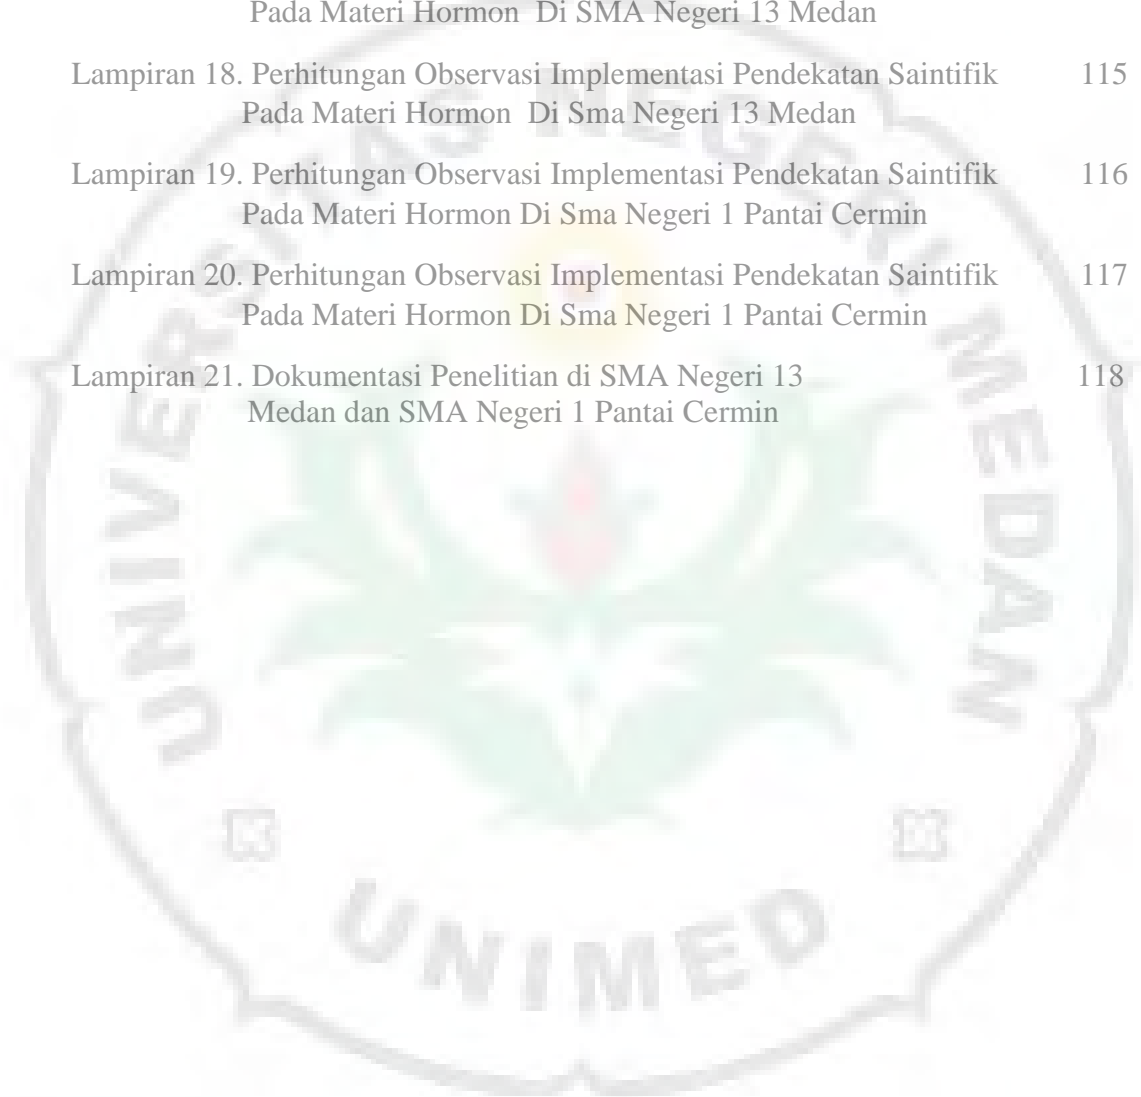 Pada Materi Hormon  Di SMA Negeri 13 Medan
Lampiran 18. Perhitungan Observasi Implementasi Pendekatan Saintifik 115
Pada Materi Hormon  Di Sma Negeri 13 Medan
Lampiran 19. Perhitungan Observasi Implementasi Pendekatan Saintifik 116
Pada Materi Hormon Di Sma Negeri 1 Pantai Cermin
Lampiran 20. Perhitungan Observasi Implementasi Pendekatan Saintifik 117
Pada Materi Hormon Di Sma Negeri 1 Pantai Cermin
Lampiran 21. Dokumentasi Penelitian di SMA Negeri 13 118
Medan dan SMA Negeri 1 Pantai Cermin
UNIVERSITAS NEGERI MEDAN
UNIMED